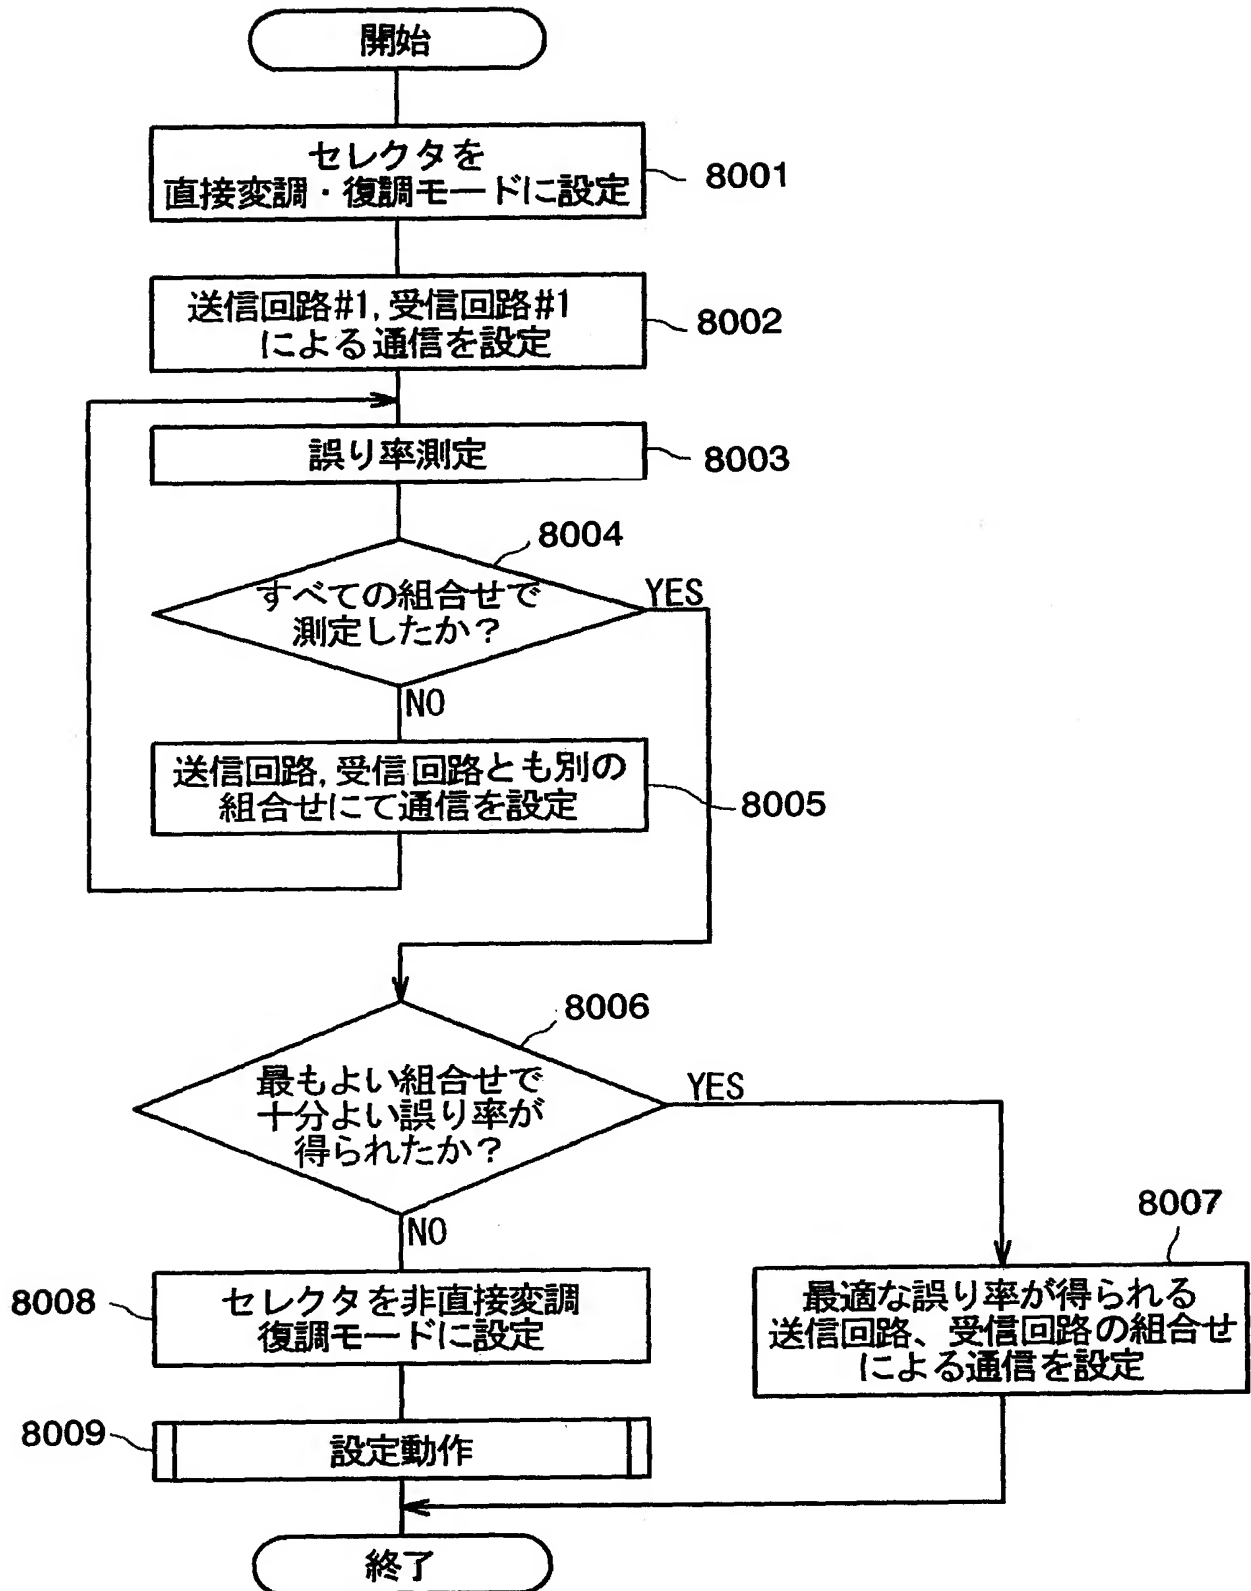 開始
セレクタを
直接変調・復調モードに設定
8001
送信回路#1, 受信回路#1
による通信を設定
8002
誤り率測定
8003
8004
すべての組合せで
測定したか？
YES
NO
送信回路, 受信回路とも別の
組合せにて通信を設定
8005
8006
最もよい組合せで
十分よい誤り率が
得られたか？
YES
NO
8007
最適な誤り率が得られる
送信回路、受信回路の組合せ
による通信を設定
8008
セレクタを非直接変調
復調モードに設定
8009
設定動作
終了